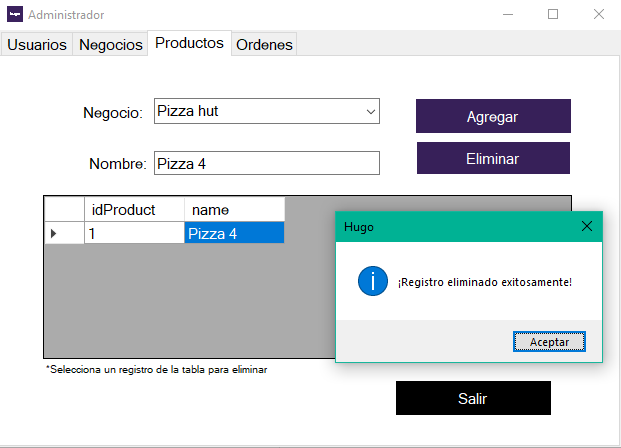 hugo Administrador
Usuarios Negocios Productos Ordenes
Negocio: Pizza hut Agregar
Nombre: Pizza 4 Eliminar
idProduct name
1 Pizza 4
Hugo
¡Registro eliminado exitosamente!
Aceptar
*Selecciona un registro de la tabla para eliminar
Salir